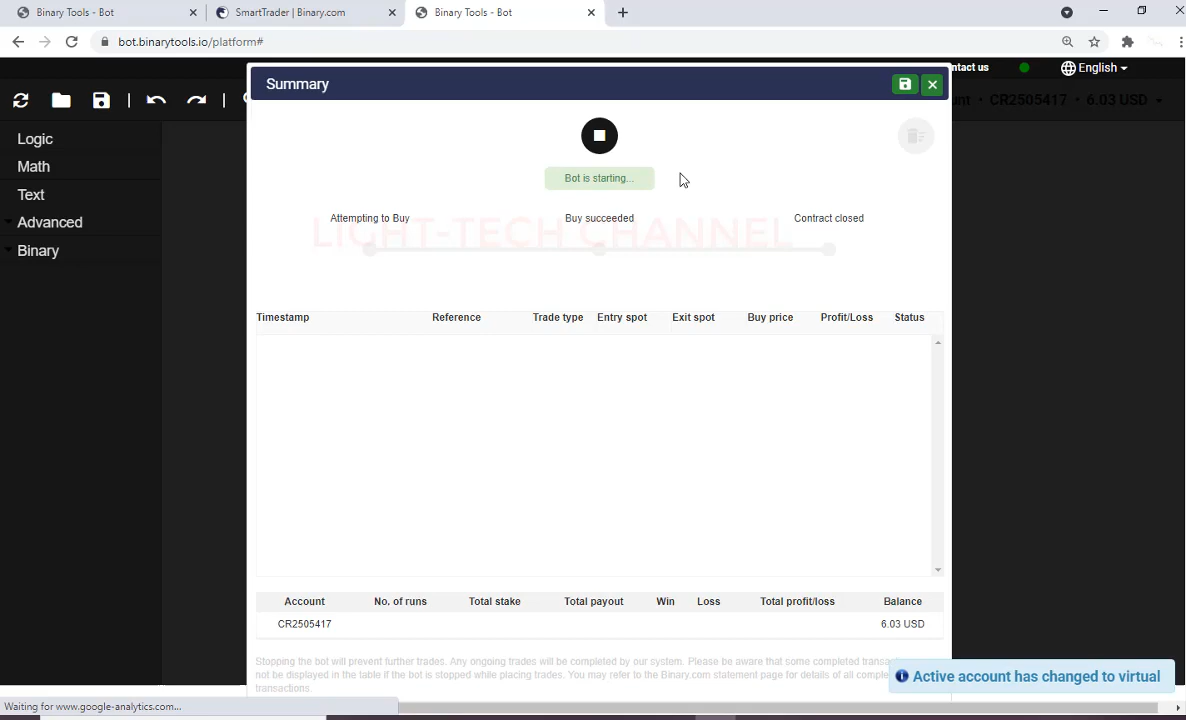 Binary Tools - Bot
SmartTrader | Binary.com
Binary Tools - Bot
bot.binarytools.io/platform#
ntact us
English
Summary
CR2505417 • 6.03 USD
Logic
Math
Text
Advanced
Binary
Bot is starting...
Attempting to Buy
Buy succeeded
Contract closed
LIGHT-TECH CHANNEL
Timestamp Reference Trade type Entry spot Exit spot Buy price Profit/Loss Status
Account No. of runs Total stake Total payout Win Loss Total profit/loss Balance
CR2505417 6.03 USD
Stopping the bot will prevent further trades. Any ongoing trades will be completed by our system. Please be aware that some completed transa
not be displayed in the table if the bot is stopped while placing trades. You may refer to the Binary.com statement page for details of all comple
transactions.
Active account has changed to virtual
Waiting for www.google-analytics.com...